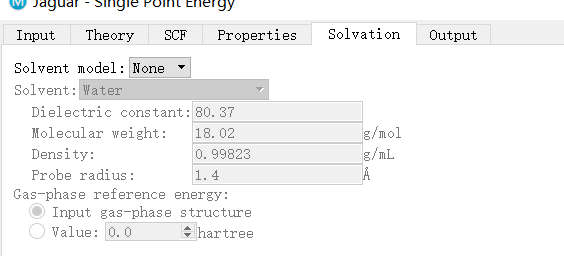 Jaguar - Single Point Energy
Input Theory SCF Properties Solvation Output
Solvent model: None
Solvent: Water
Dielectric constant: 80.37
Molecular weight: 18.02 g/mol
Density: 0.99823 g/mL
Probe radius: 1.4 Å
Gas-phase reference energy:
Input gas-phase structure
Value: 0.0 hartree